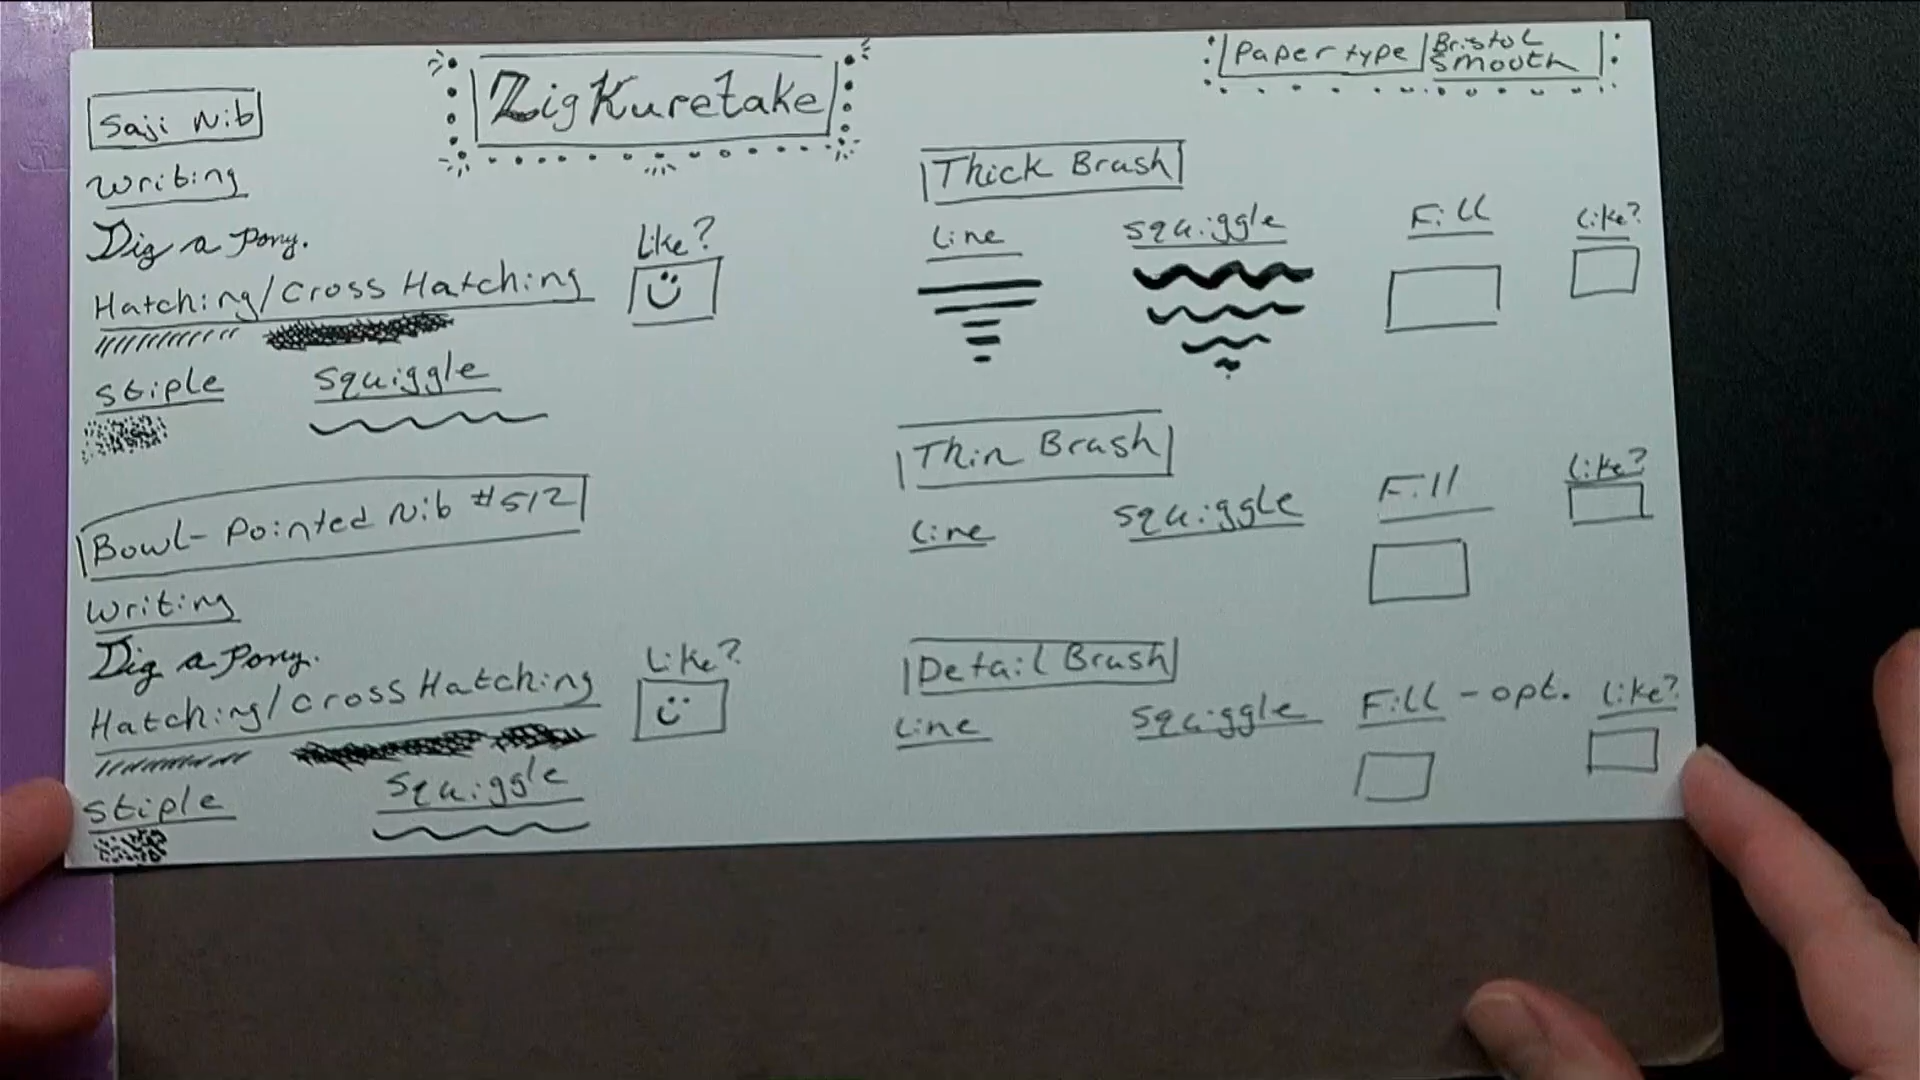 Zig Kuretake
Paper type Bristol
Smooth
Saji Nib
Writing
Dig a Pony.
Hatching/Cross Hatching
Like?
Stiple
Squiggle
Bowl-Pointed Nib #512
Writing
Dig a Pony.
Hatching/Cross Hatching
Like?
Stiple
Squiggle
Thick Brush
Line
Squiggle
Fill
Like?
Thin Brush
Line
Squiggle
Fill
Like?
Detail Brush
Line
Squiggle
Fill - opt.
Like?